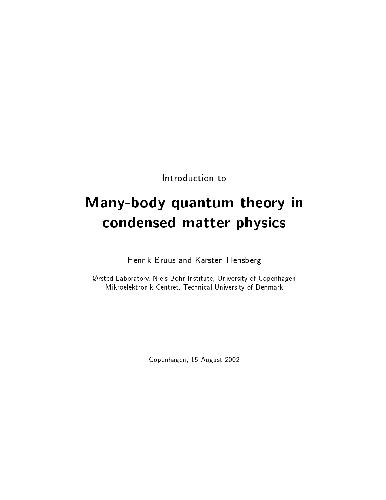 Introduction to
Many-body quantum theory in
condensed matter physics
Henrik Bruus and Karsten Flensberg
Ørsted Laboratory, Niels Bohr Institute, University of Copenhagen
Mikroelektronik Centret, Technical University of Denmark
Copenhagen, 15 August 2002